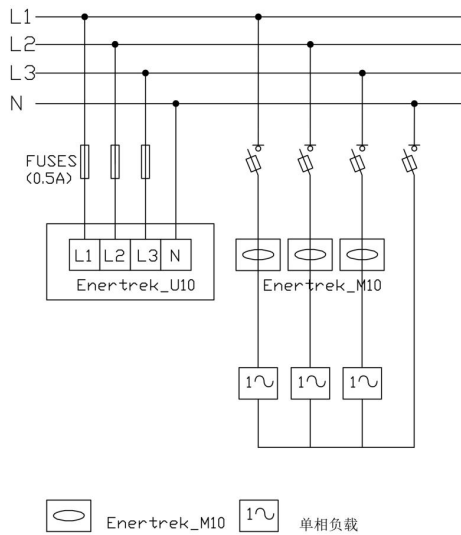 L1
L2
L3
N
FUSES
(0.5A)
L1 L2 L3 N
Enertrek_U10
Enertrek_M10
1 1 1
Enertrek_M10
1
单相负载